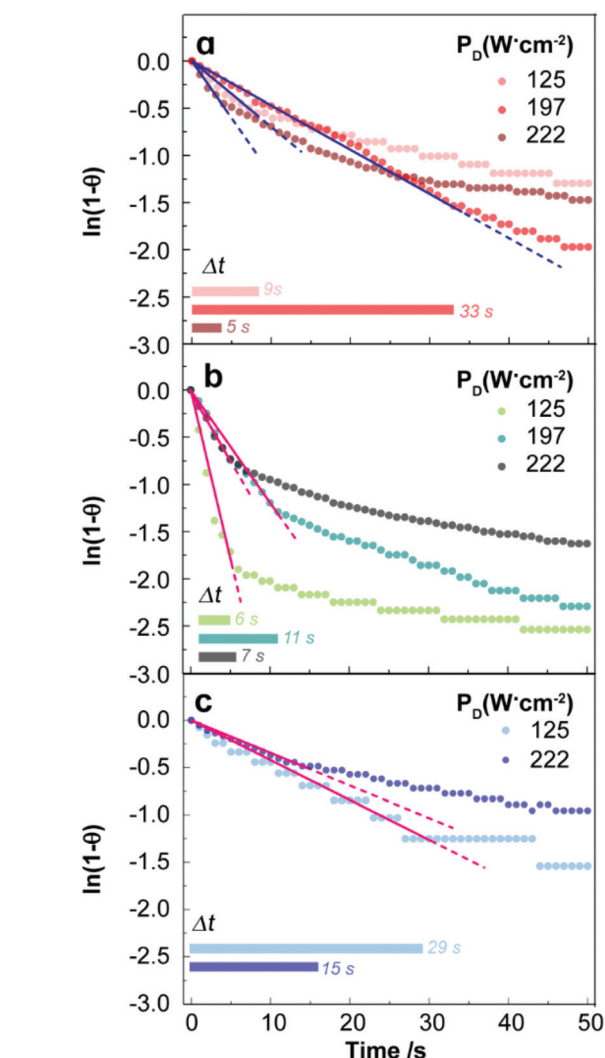 a
P_D(W·cm⁻²)
125
197
222
0.0
-0.5
-1.0
-1.5
-2.0
-2.5
-3.0
ln(1-θ)
Δt
9s
33 s
5 s
b
P_D(W·cm⁻²)
125
197
222
0.0
-0.5
-1.0
-1.5
-2.0
-2.5
-3.0
ln(1-θ)
Δt
6 s
11 s
7 s
c
P_D(W·cm⁻²)
125
222
0.0
-0.5
-1.0
-1.5
-2.0
-2.5
-3.0
ln(1-θ)
Δt
29 s
15 s
0 10 20 30 40 50
Time /s